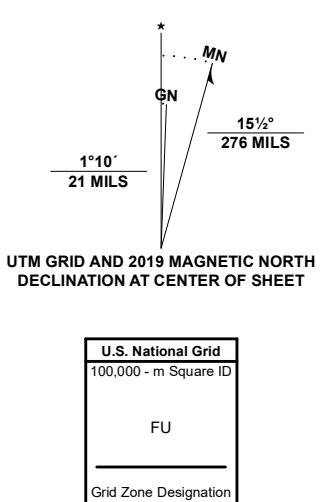 ★
MN
GN
15½°
276 MILS
1°10´
21 MILS
UTM GRID AND 2019 MAGNETIC NORTH
DECLINATION AT CENTER OF SHEET
U.S. National Grid
100,000 - m Square ID
FU
Grid Zone Designation